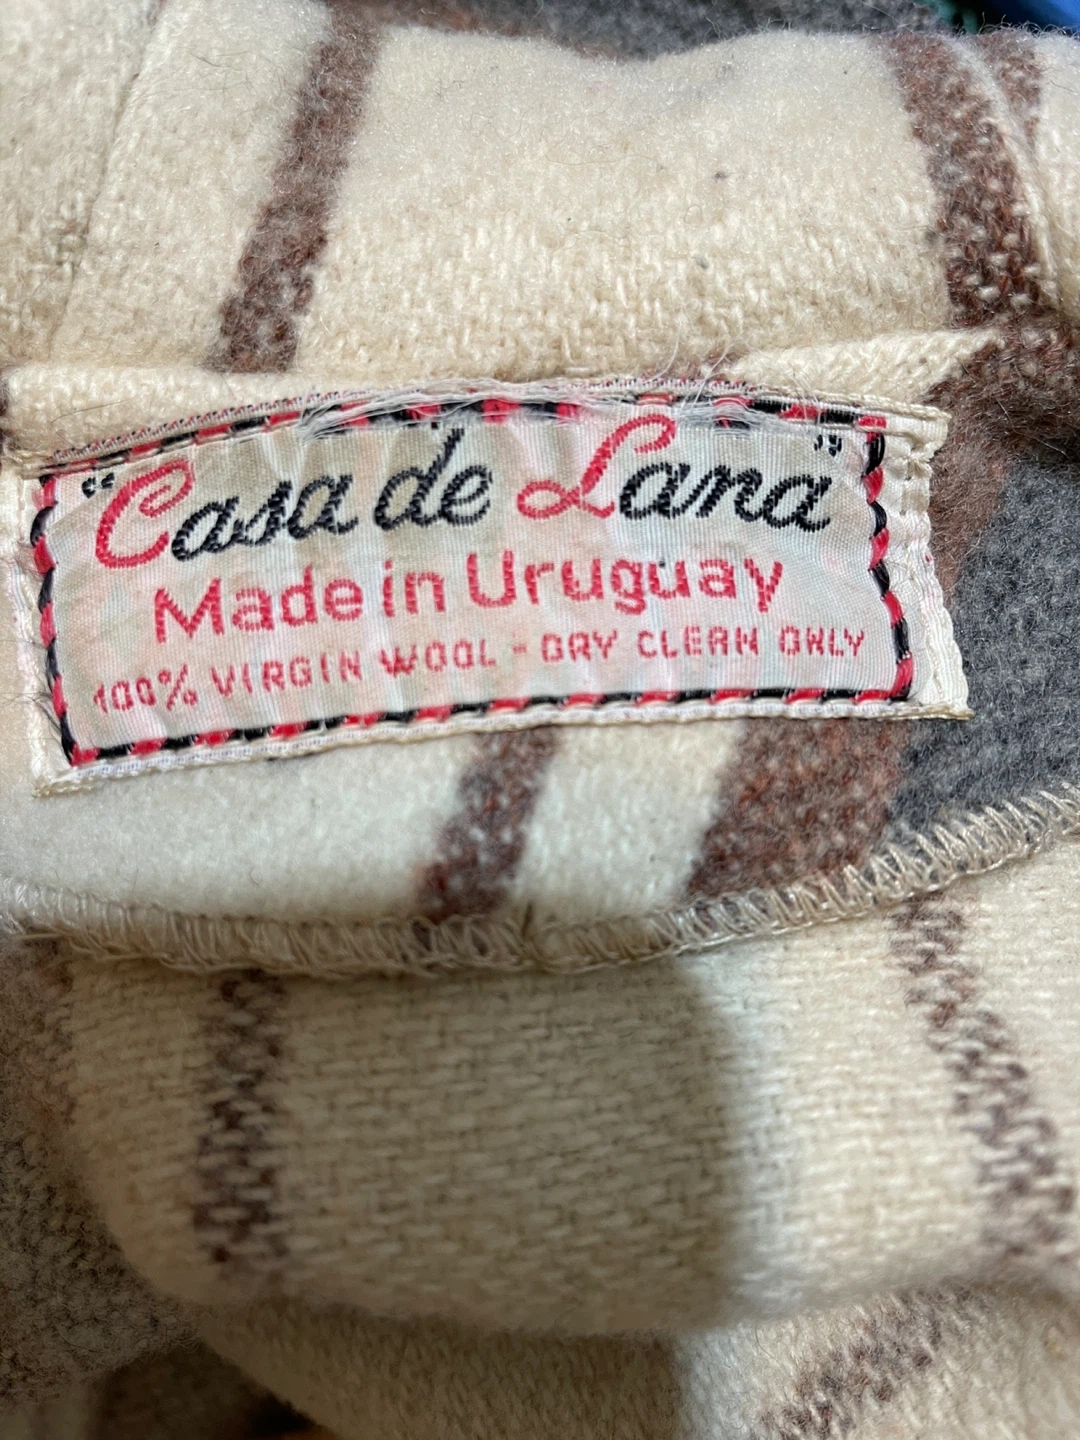 "Casa de Lana"
Made in Uruguay
100% VIRGIN WOOL - DRY CLEAN ONLY